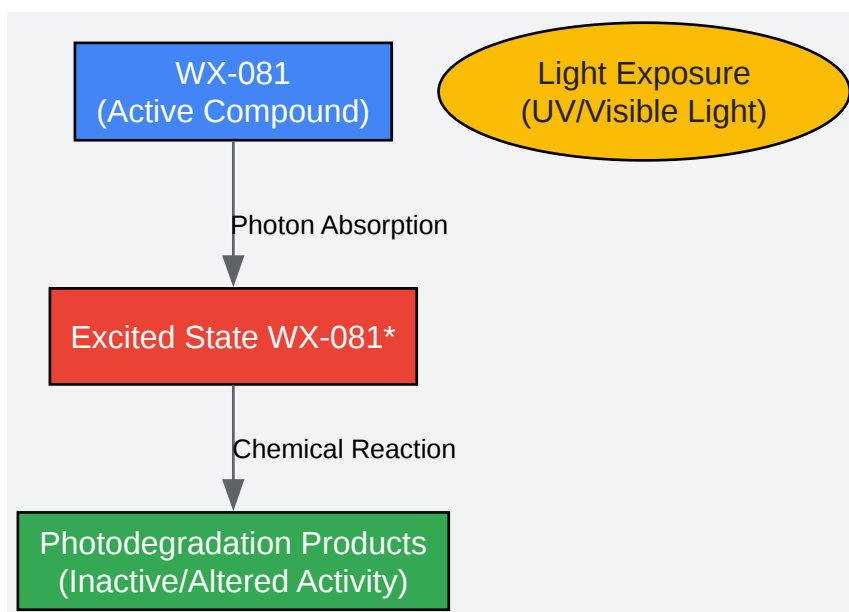 WX-081
(Active Compound)
Light Exposure
(UV/Visible Light)
Photon Absorption
Excited State WX-081*
Chemical Reaction
Photodegradation Products
(Inactive/Altered Activity)